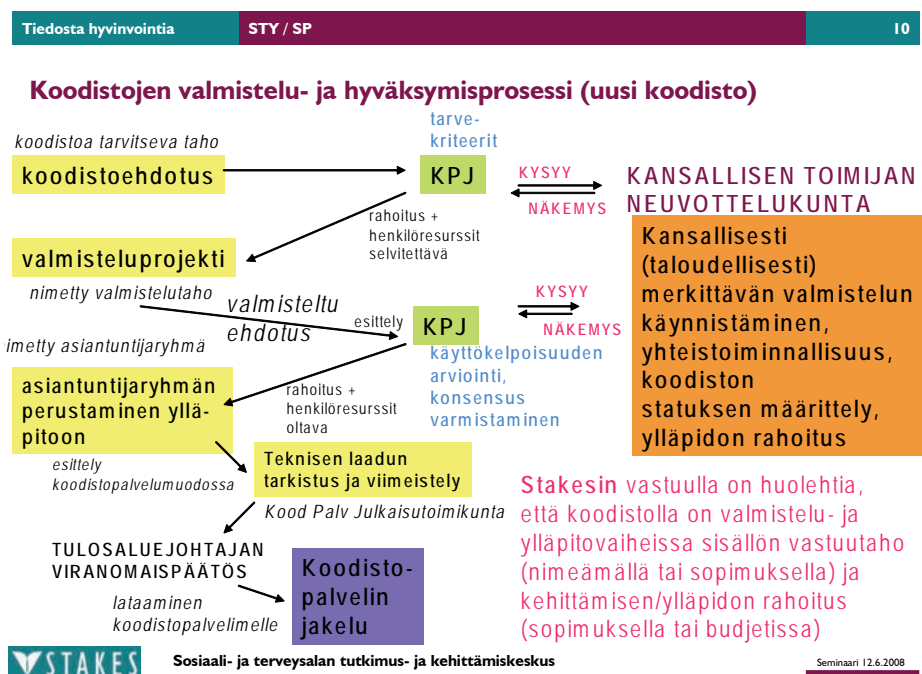 Tiedosta hyvinvointia
STY / SP
10
Koodistojen valmistelu- ja hyväksymisprosessi (uusi koodisto)
koodistoa tarvitseva taho
koodistoehdotus
tarve-
kriteerit
KPJ
KYSYY
NÄKEMYS
KANSALLISEN TOIMIJAN
NEUVOTTELUKUNTA
rahoitus +
henkilöresurssit
selvitettävä
Kansallisesti
(taloudellisesti)
merkittävän valmistelun
käynnistäminen,
yhteistoiminnallisuus,
koodiston
statuksen määrittely,
ylläpidon rahoitus
valmisteluprojekti
nimetty valmistelutaho
valmisteltu
ehdotus
esittely
KPJ
KYSYY
NÄKEMYS
käyttökelpoisuuden
arviointi,
konsensus
varmistaminen
imetty asiantuntijaryhmä
asiantuntijaryhmän
perustaminen yllä-
pitoon
rahoitus +
henkilöresurssit
oltava
esittely
koodistopalvelumuodossa
Teknisen laadun
tarkistus ja viimeistely
Kood Palv Julkaisutoimikunta
Stakesin vastuulla on huolehtia,
että koodistolla on valmistelu- ja
ylläpitovaiheissa sisällön vastuutaho
(nimeämällä tai sopimuksella) ja
kehittämisen/ylläpidon rahoitus
(sopimuksella tai budjetissa)
TULOSALUEJOHTAJAN
VIRANOMAISPÄÄTÖS
lataaminen
koodistopalvelimelle
Koodisto-
palvelin
jakelu
STAKES
Sosiaali- ja terveysalan tutkimus- ja kehittämiskeskus
Seminaari 12.6.2008